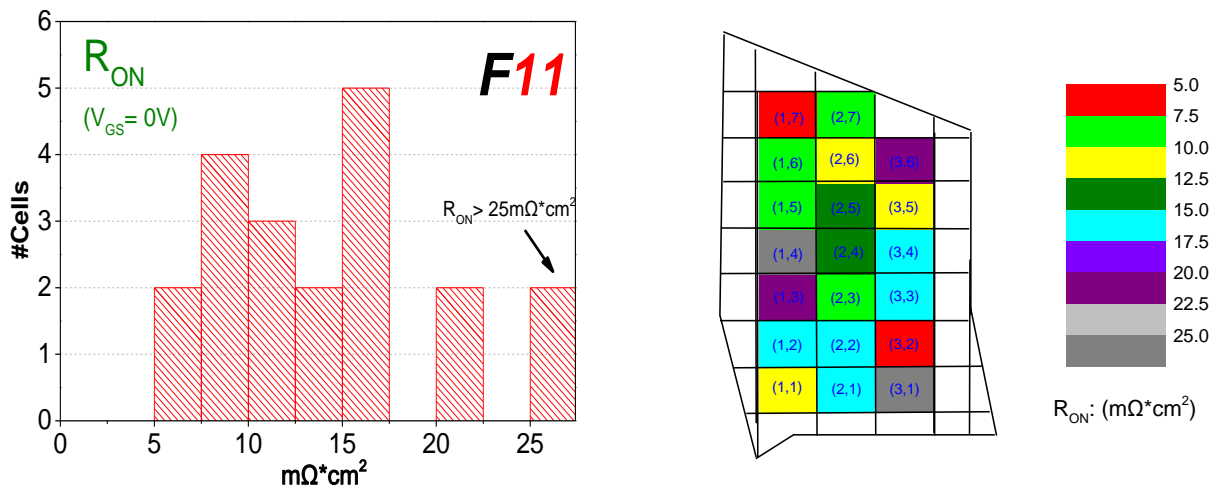 6
5
4
3
2
1
0
#Cells
R_ON
(V_GS= 0V)
F11
R_ON> 25mΩ*cm²
0
5
10
15
20
25
mΩ*cm²
(1,7) (2,7)
(1,6) (2,6) (3,6)
(1,5) (2,5) (3,5)
(1,4) (2,4) (3,4)
(1,3) (2,3) (3,3)
(1,2) (2,2) (3,2)
(1,1) (2,1) (3,1)
5.0
7.5
10.0
12.5
15.0
17.5
20.0
22.5
25.0
R_ON: (mΩ*cm²)